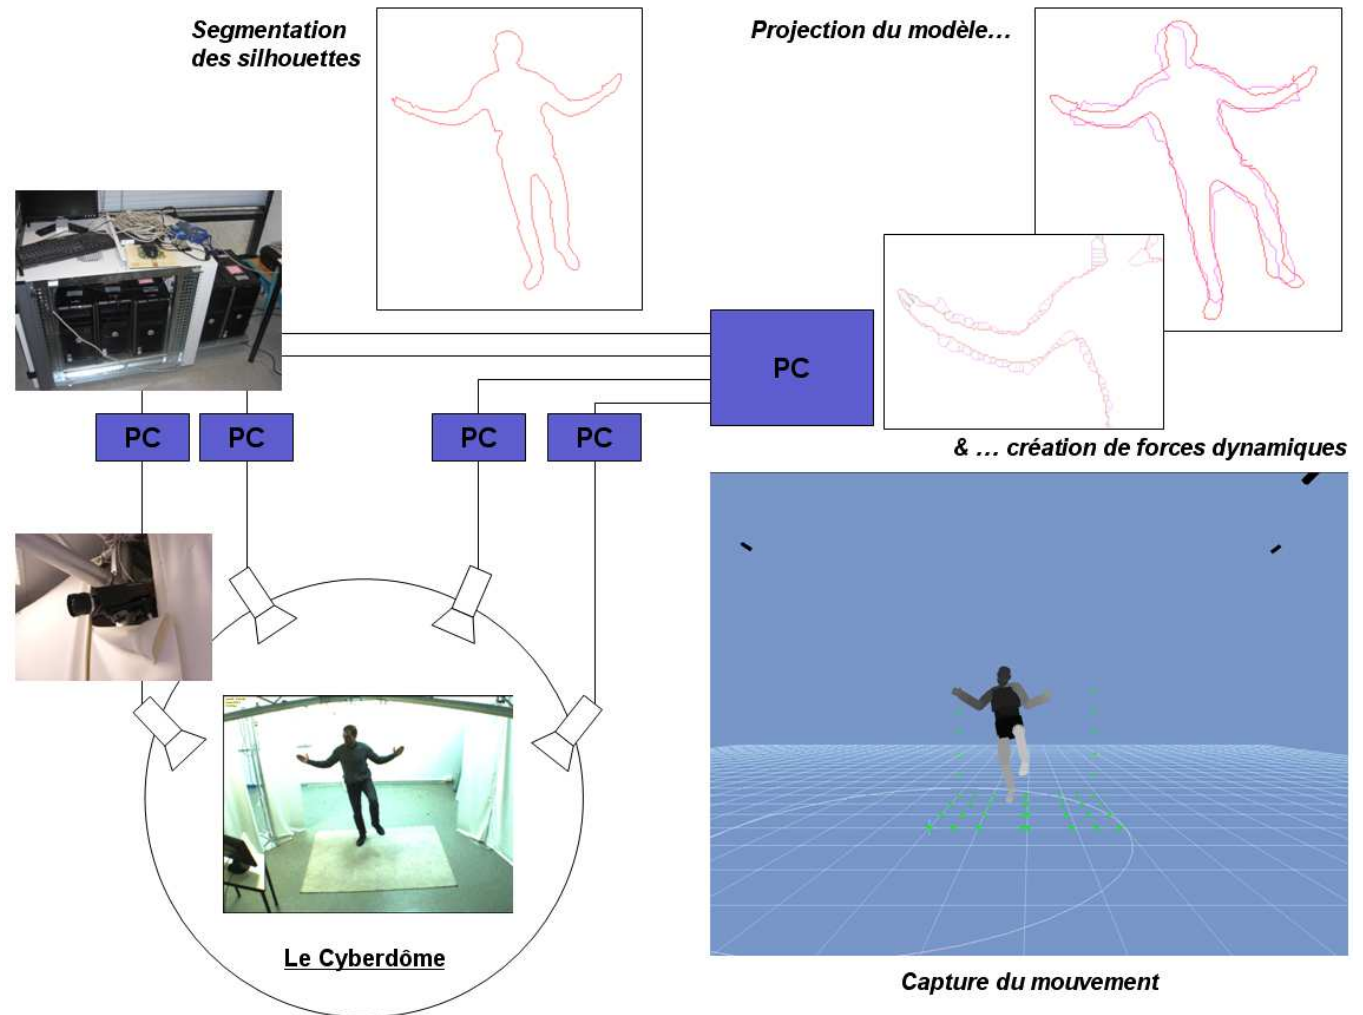 Segmentation
des silhouettes
Projection du modèle…
PC
PC
PC
PC
PC
& … création de forces dynamiques
Le Cyberdôme
Capture du mouvement